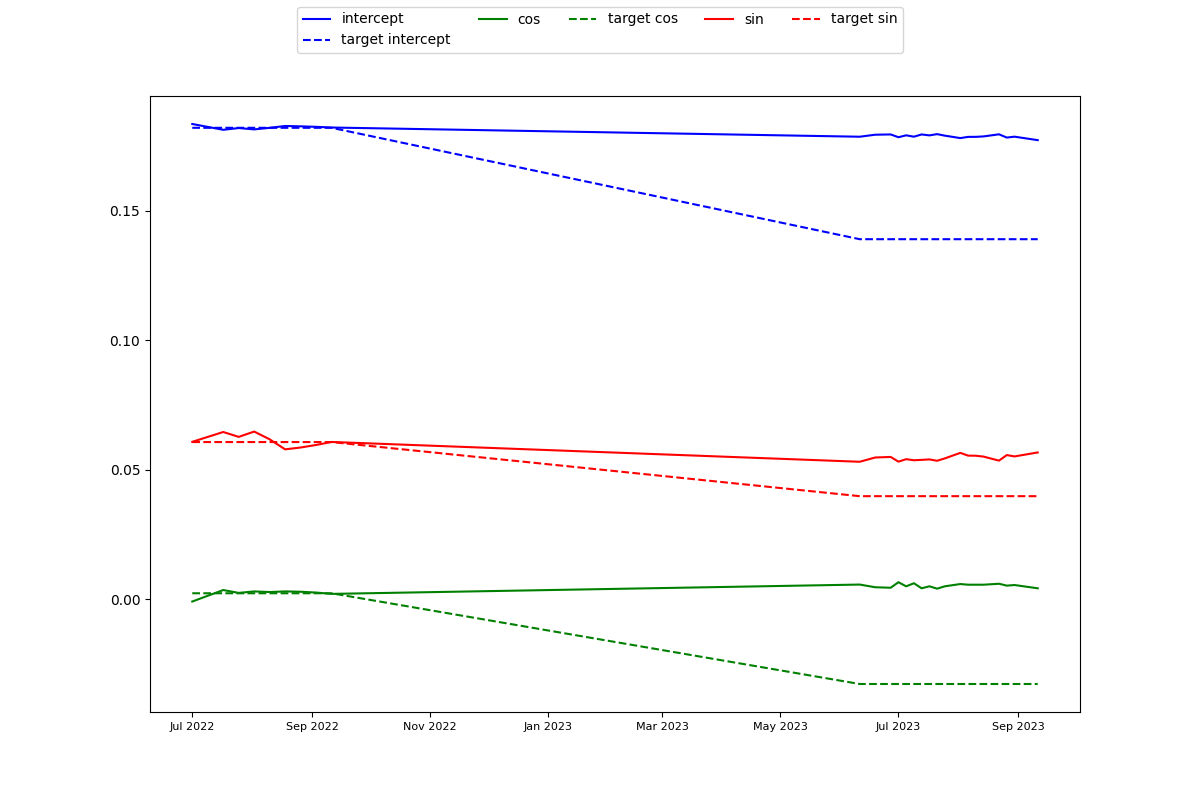 intercept cos target cos sin target sin
target intercept
0.15
0.10
0.05
0.00
Jul 2022 Sep 2022 Nov 2022 Jan 2023 Mar 2023 May 2023 Jul 2023 Sep 2023